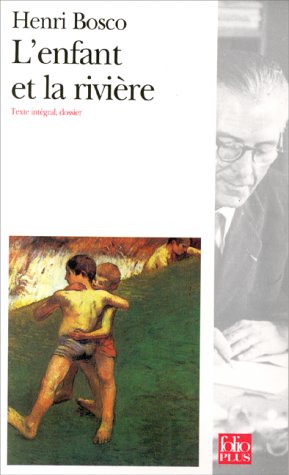 Henri Bosco
L'enfant
et la rivière
Texte intégral, dossier
folio
PLUS